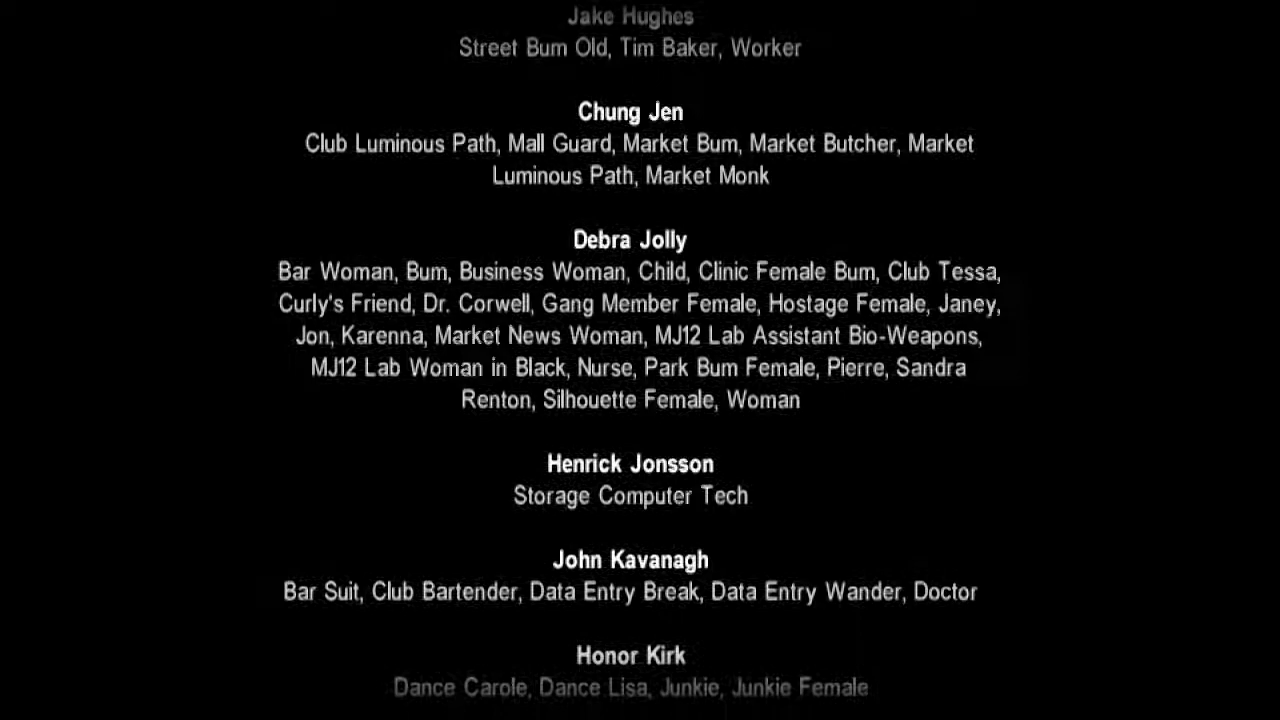 Jake Hughes
Street Bum Old, Tim Baker, Worker
Chung Jen
Club Luminous Path, Mall Guard, Market Bum, Market Butcher, Market
Luminous Path, Market Monk
Debra Jolly
Bar Woman, Bum, Business Woman, Child, Clinic Female Bum, Club Tessa,
Curly's Friend, Dr. Corwell, Gang Member Female, Hostage Female, Janey,
Jon, Karenna, Market News Woman, MJ12 Lab Assistant Bio-Weapons,
MJ12 Lab Woman in Black, Nurse, Park Bum Female, Pierre, Sandra
Renton, Silhouette Female, Woman
Henrick Jonsson
Storage Computer Tech
John Kavanagh
Bar Suit, Club Bartender, Data Entry Break, Data Entry Wander, Doctor
Honor Kirk
Dance Carole, Dance Lisa, Junkie, Junkie Female